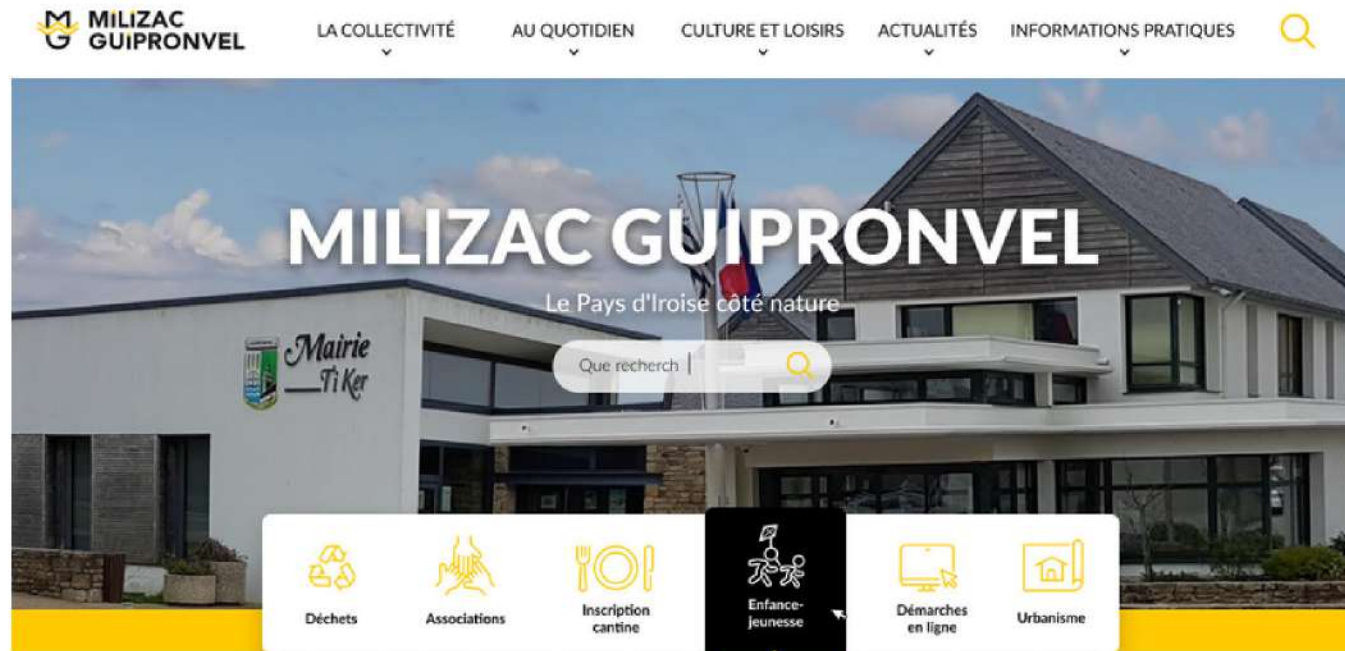 MILIZAC
GUIPRONVEL
LA COLLECTIVITÉ
AU QUOTIDIEN
CULTURE ET LOISIRS
ACTUALITÉS
INFORMATIONS PRATIQUES
MILIZAC GUIPRONVEL
Le Pays d'Iroise côté nature
Que recherch
Mairie
Ti Ker
Déchets
Associations
Inscription
cantine
Enfance-
jeunesse
Démarches
en ligne
Urbanisme